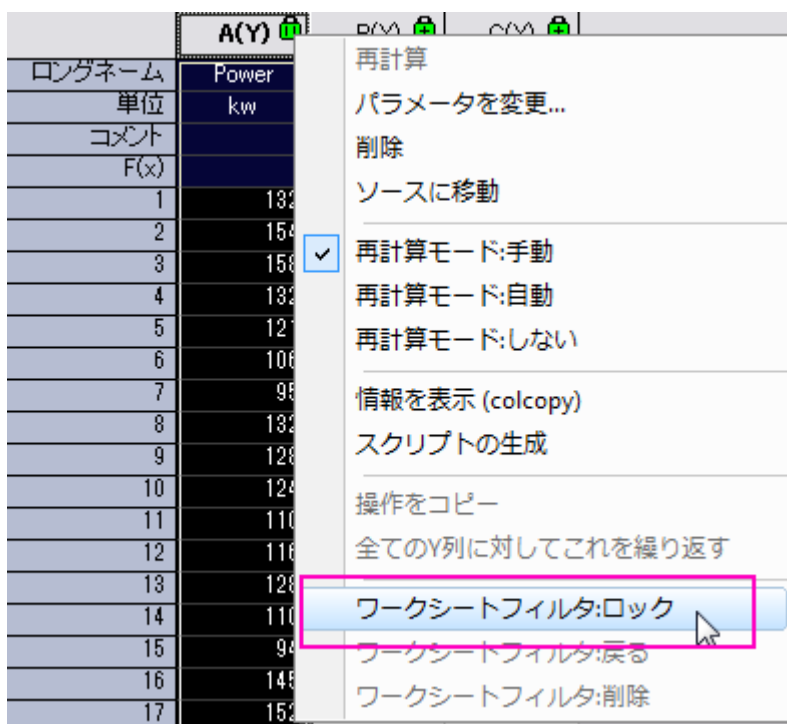 A(Y)
ロングネーム Power
単位 kw
コメント
F(x)
1
2
3
4
5
6
7
8
9
10
11
12
13
14
15
16
17
再計算
パラメータを変更...
削除
ソースに移動
再計算モード:手動
再計算モード:自動
再計算モード:しない
情報を表示 (colcopy)
スクリプトの生成
操作をコピー
全てのY列に対してこれを繰り返す
ワークシートフィルタ:ロック
ワークシートフィルタ:戻る
ワークシートフィルタ:削除